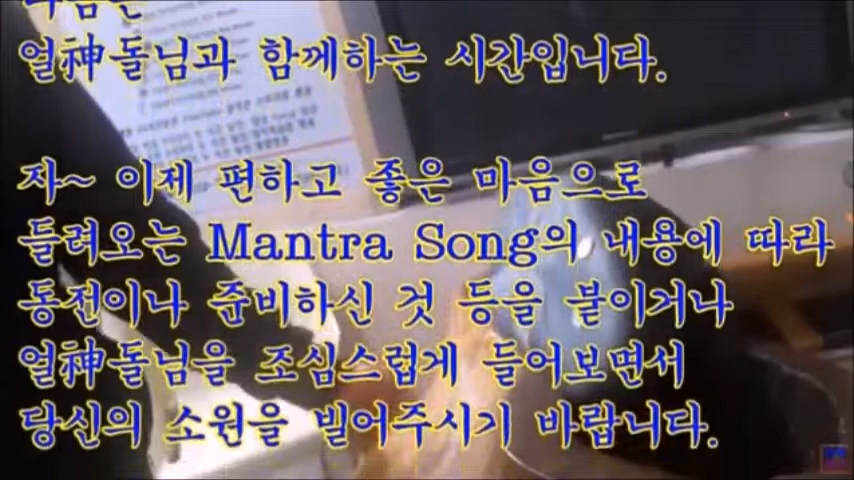 얼神돌님과 함께하는 시간입니다.
자~ 이제 편하고 좋은 마음으로
들려오는 Mantra Song의 내용에 따라
동전이나 준비하신 것 등을 붙이거나
얼神돌님을 조심스럽게 들어보면서
당신의 소원을 빌어주시기 바랍니다.